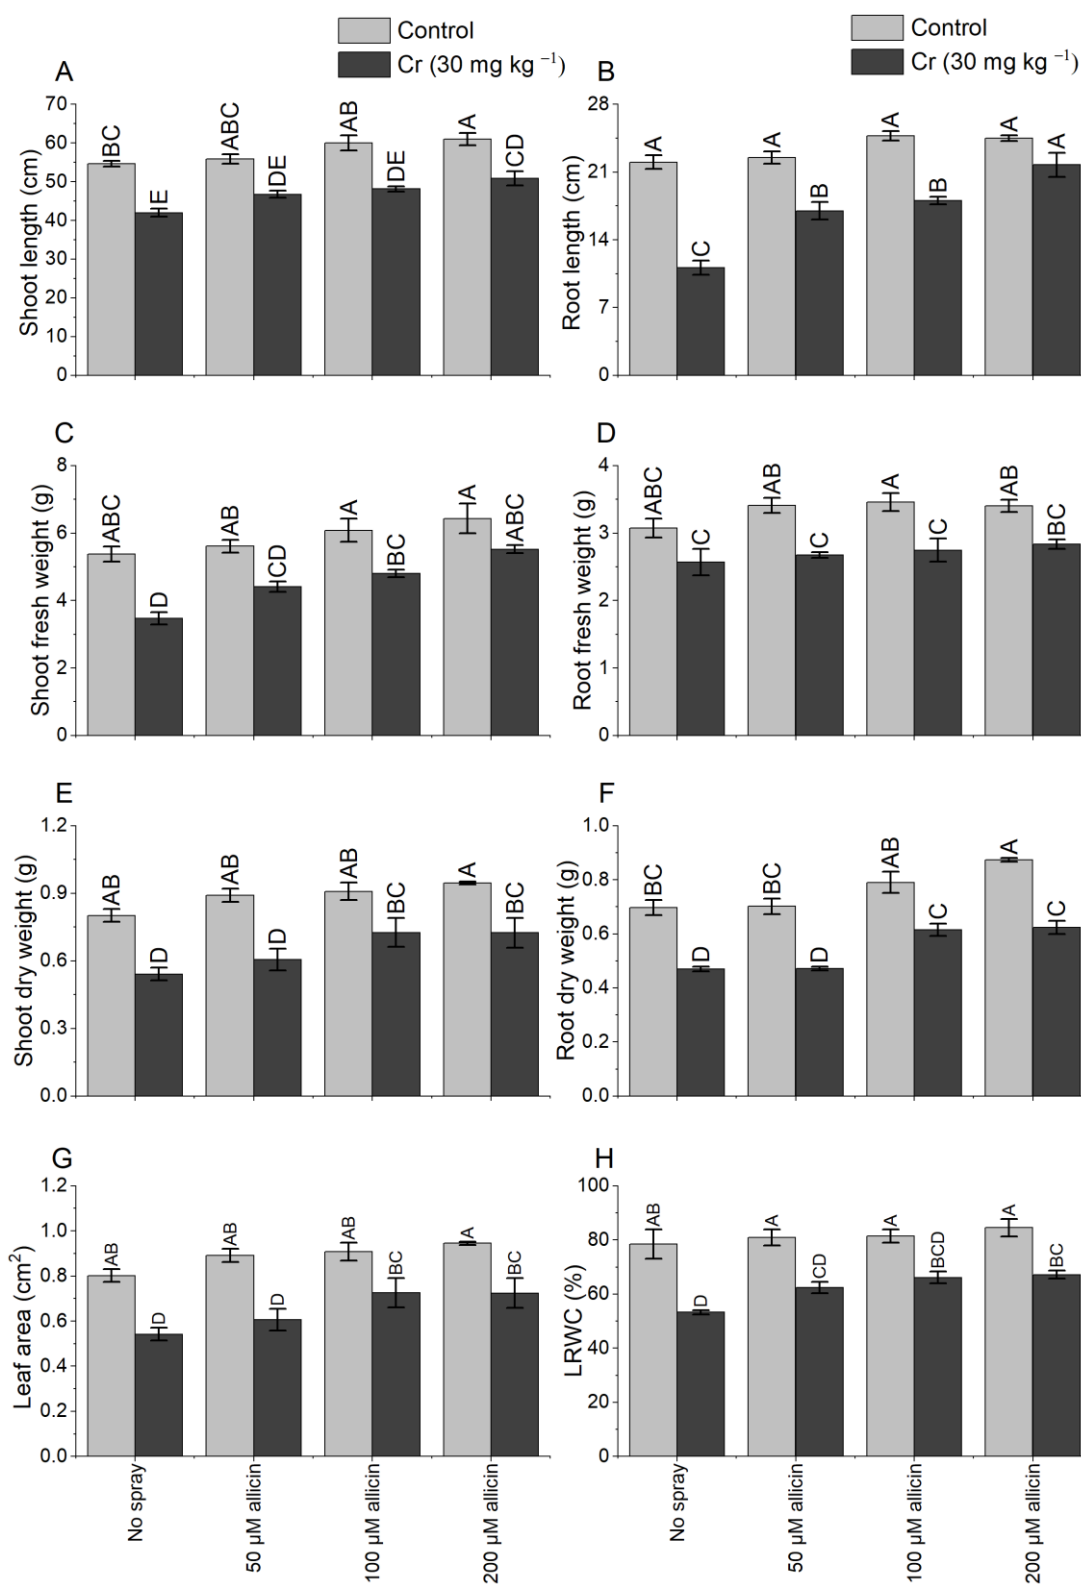 Control
Cr (30 mg kg ⁻¹)
Control
Cr (30 mg kg ⁻¹)
A
Shoot length (cm)
70
60
50
40
30
20
10
0
BC
E
ABC
DE
AB
DE
A
CD
B
Root length (cm)
28
21
14
7
0
A
C
A
B
A
B
A
A
C
Shoot fresh weight (g)
8
6
4
2
0
ABC
D
AB
CD
A
BC
A
ABC
D
Root fresh weight (g)
4
3
2
1
0
ABC
C
AB
C
A
C
AB
BC
E
Shoot dry weight (g)
1.2
0.9
0.6
0.3
0.0
AB
D
AB
D
AB
BC
A
BC
F
Root dry weight (g)
1.0
0.8
0.6
0.4
0.2
0.0
BC
D
BC
D
AB
C
A
C
G
Leaf area (cm²)
1.2
1.0
0.8
0.6
0.4
0.2
0.0
AB
D
AB
D
AB
BC
A
BC
No spray
50 µM allicin
100 µM allicin
200 µM allicin
H
LRWC (%)
100
80
60
40
20
0
AB
D
A
CD
A
BCD
A
BC
No spray
50 µM allicin
100 µM allicin
200 µM allicin